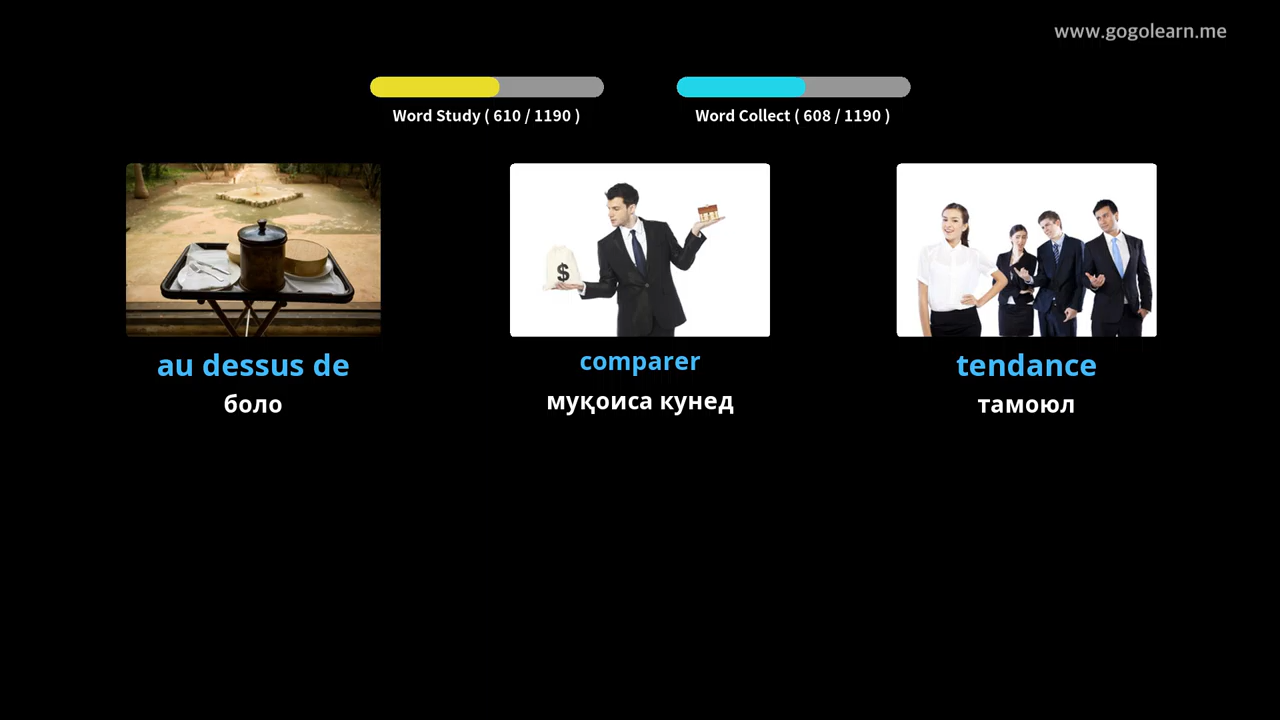 www.gogolearn.me
Word Study ( 610 / 1190 )
Word Collect ( 608 / 1190 )
$
au dessus de
боло
comparer
муқоиса кунед
tendance
тамоюл